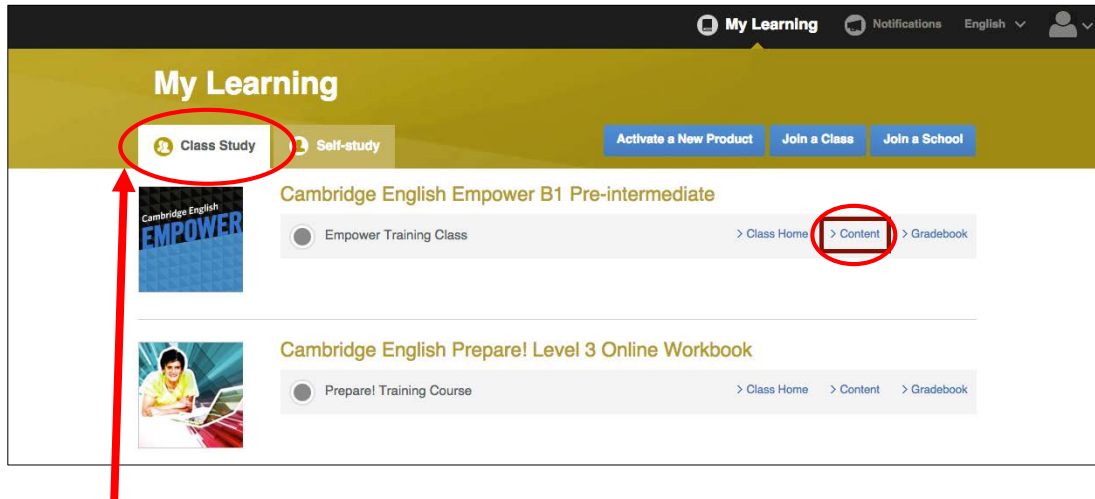 My Learning Notifications English
My Learning
Class Study Self-study Activate a New Product Join a Class Join a School
Cambridge English Empower B1 Pre-intermediate
Cambridge English
EMPOWER
Empower Training Class > Class Home > Content > Gradebook
Cambridge English Prepare! Level 3 Online Workbook
Prepare! Training Course > Class Home > Content > Gradebook